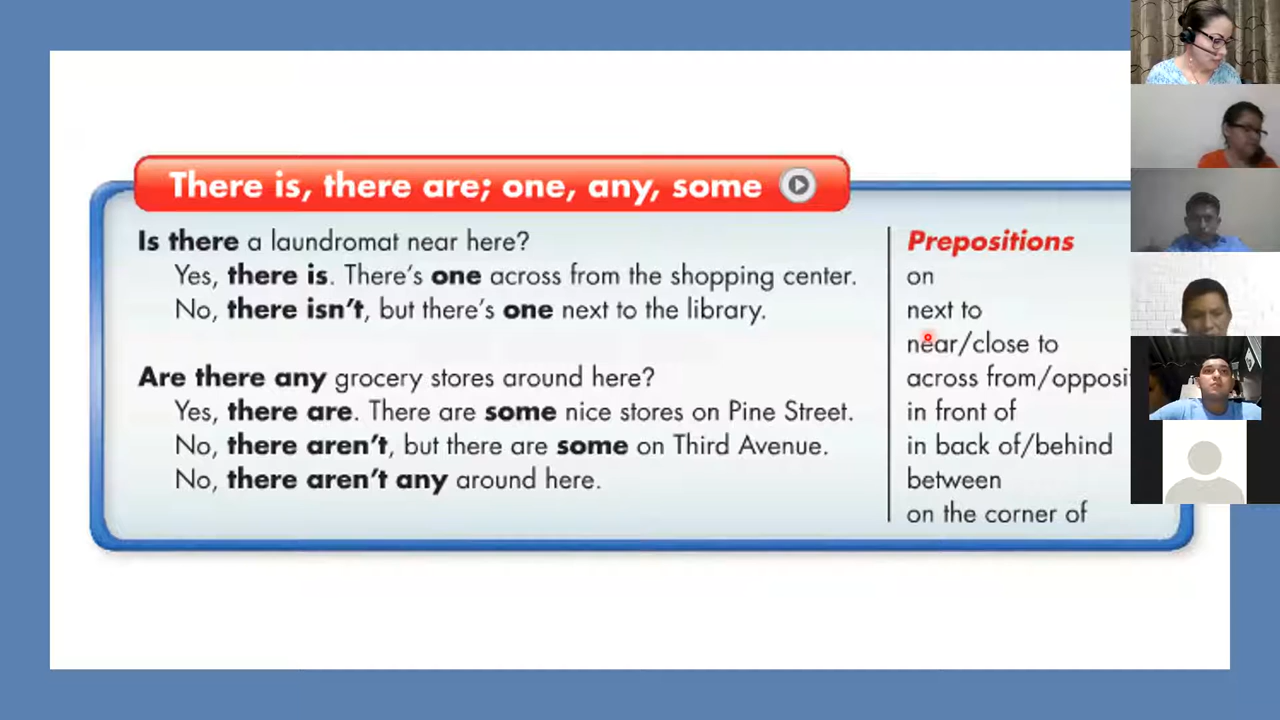 There is, there are; one, any, some
Is there a laundromat near here?
Yes, there is. There's one across from the shopping center.
No, there isn't, but there's one next to the library.
Are there any grocery stores around here?
Yes, there are. There are some nice stores on Pine Street.
No, there aren't, but there are some on Third Avenue.
No, there aren't any around here.
Prepositions
on
next to
near/close to
across from/opposit
in front of
in back of/behind
between
on the corner of